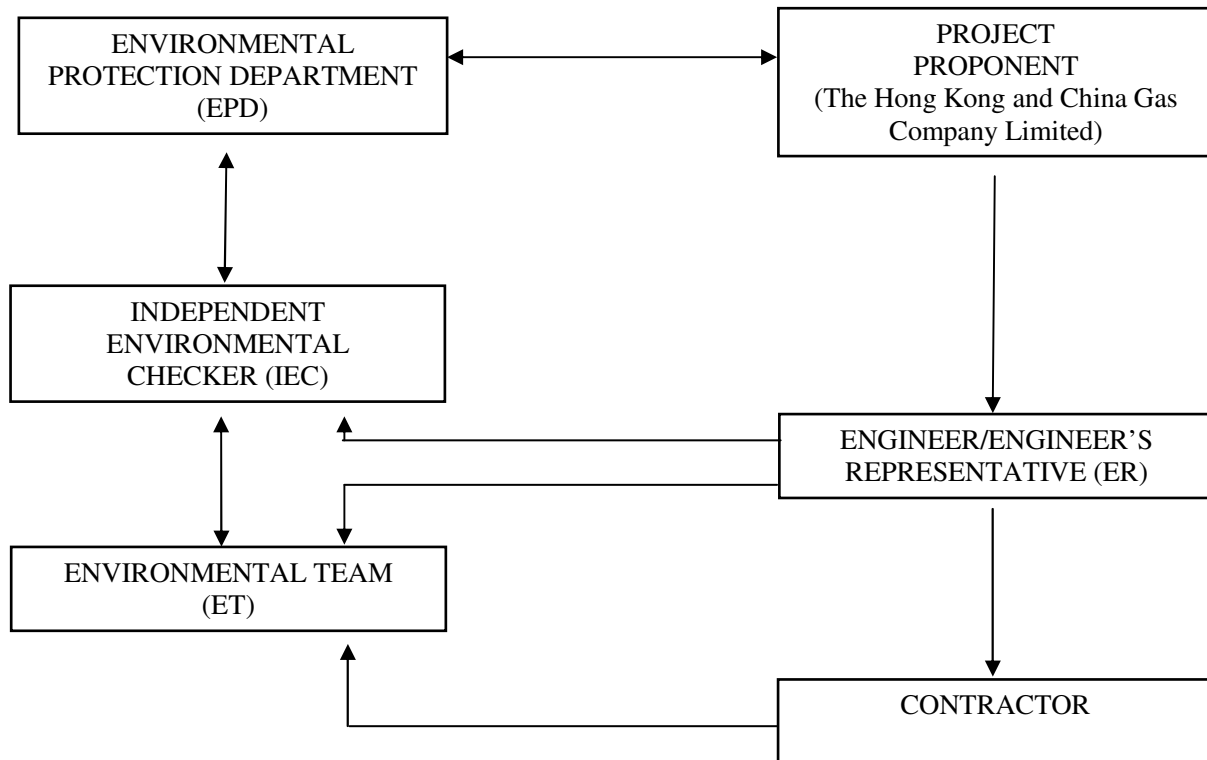 ENVIRONMENTAL
PROTECTION DEPARTMENT
(EPD)
PROJECT
PROPONENT
(The Hong Kong and China Gas
Company Limited)
INDEPENDENT
ENVIRONMENTAL
CHECKER (IEC)
ENGINEER/ENGINEER’S
REPRESENTATIVE (ER)
ENVIRONMENTAL TEAM
(ET)
CONTRACTOR